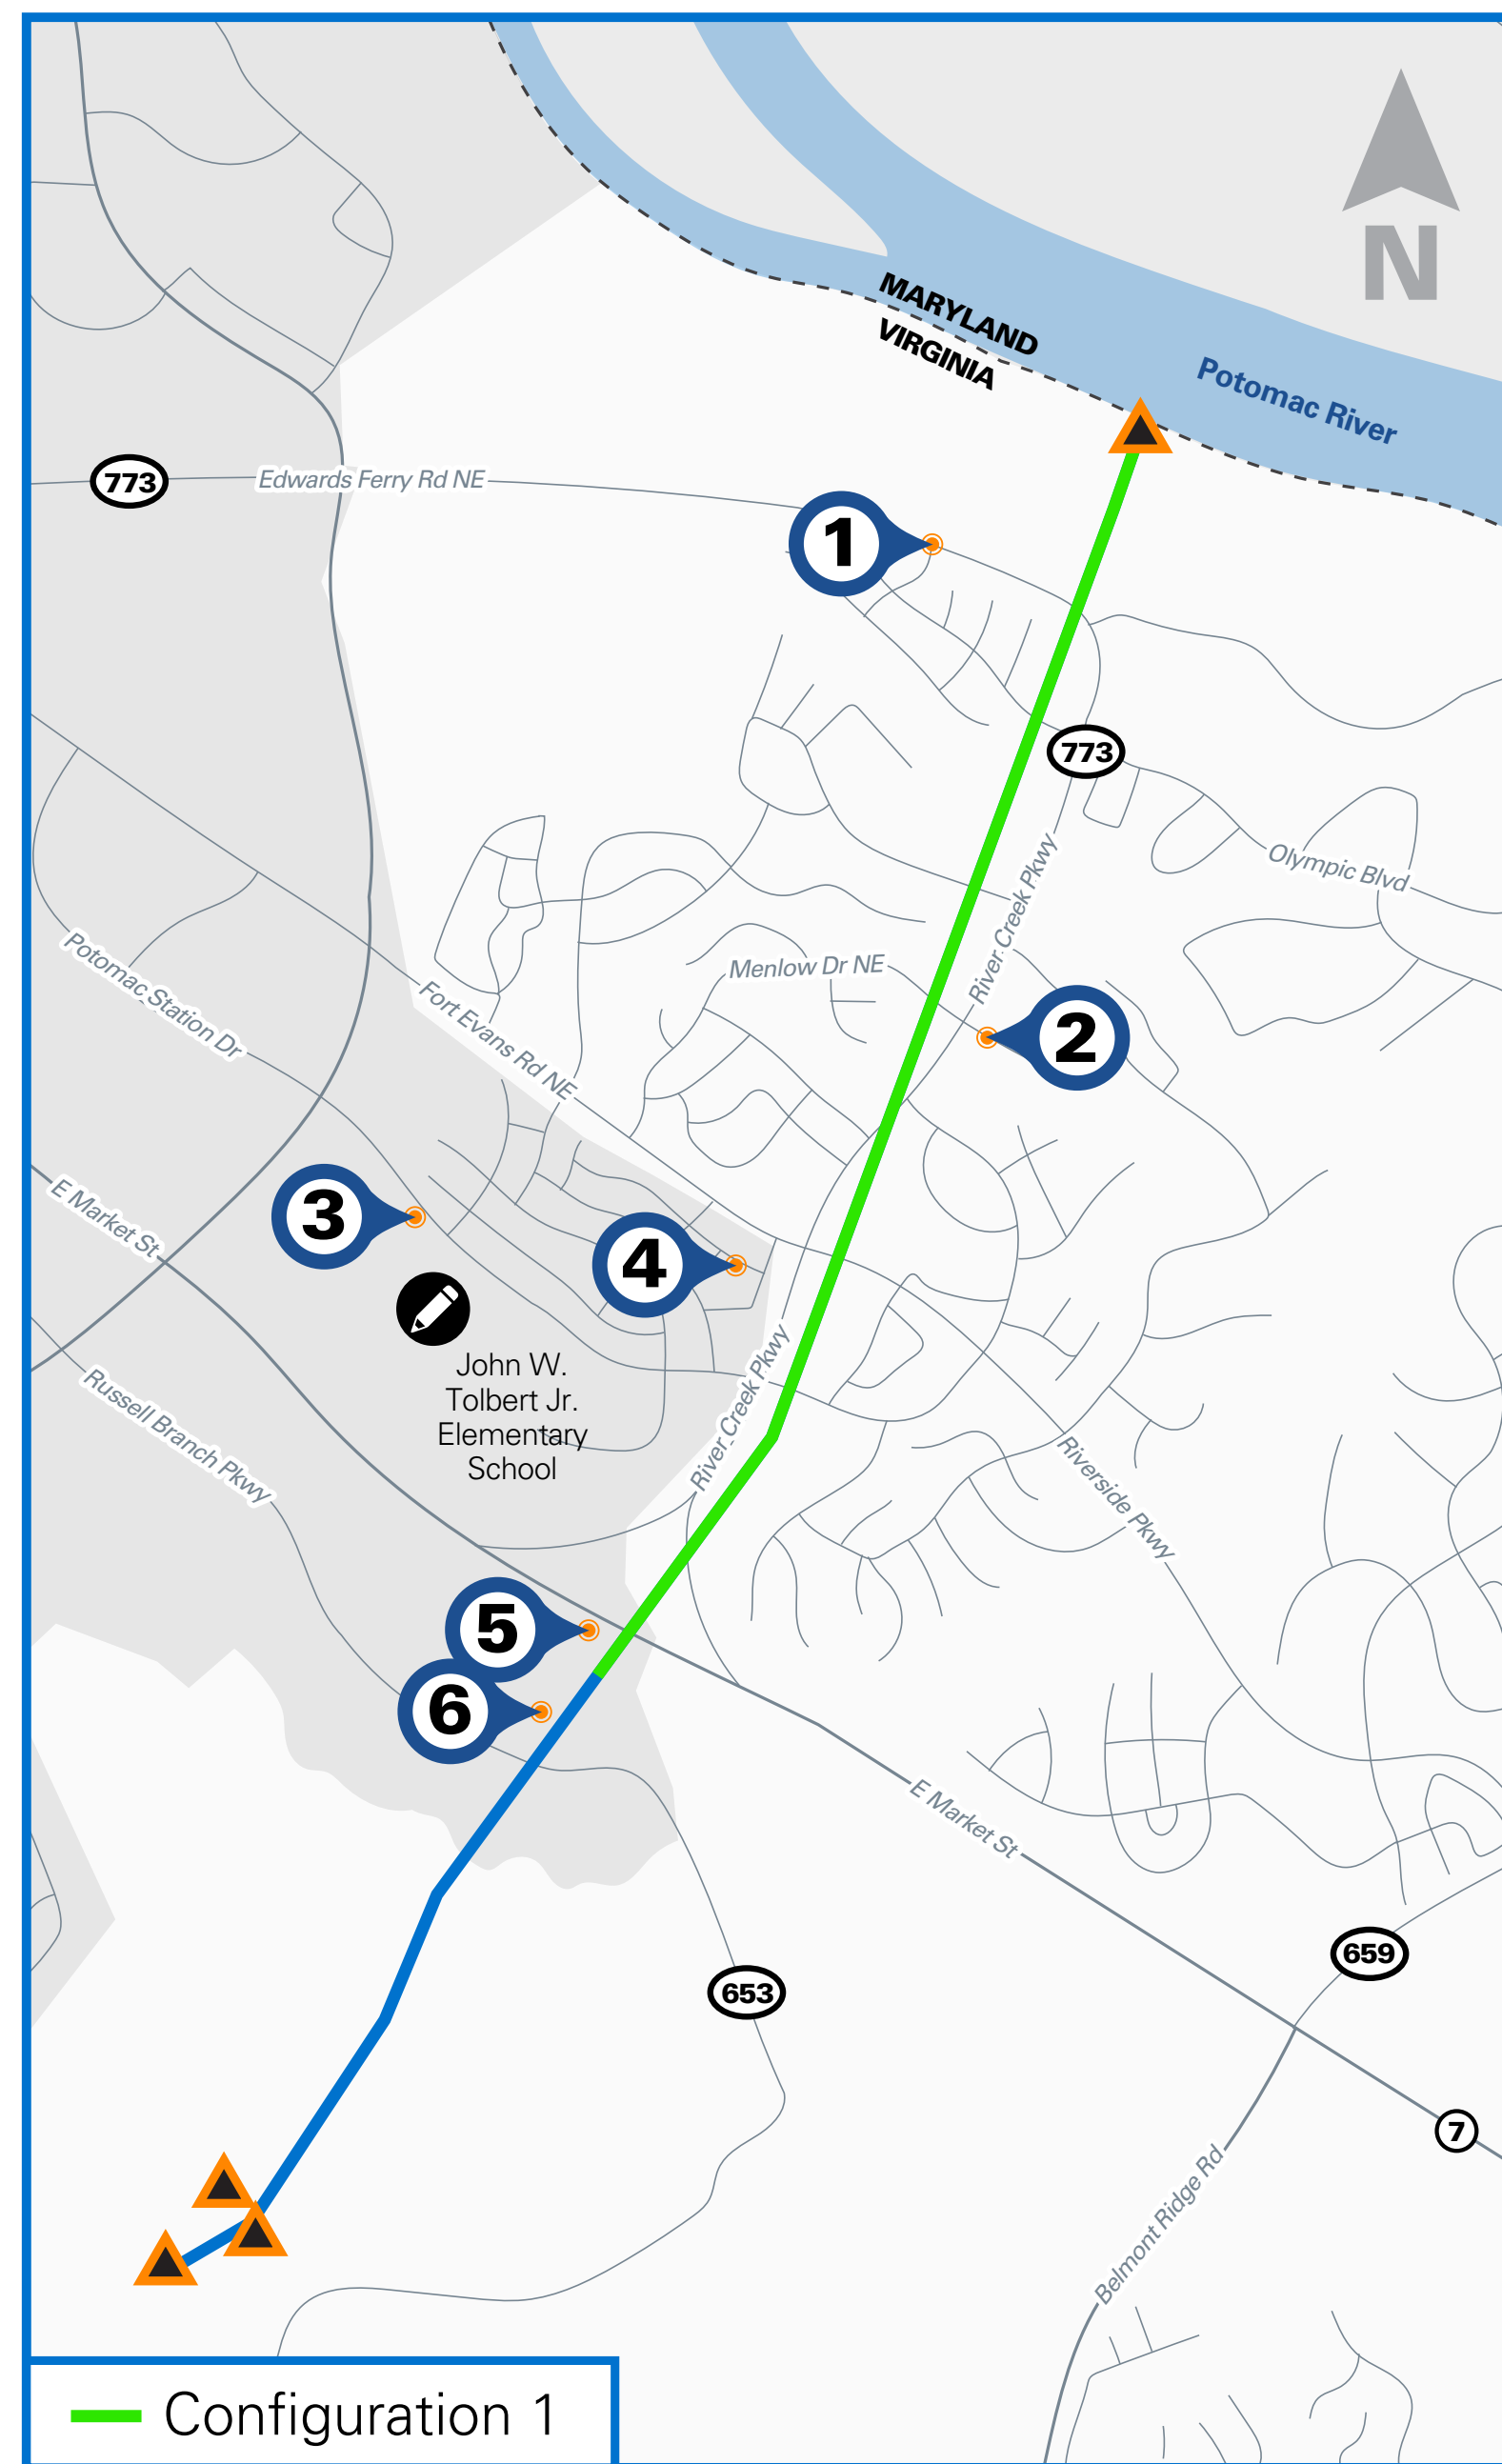 N
MARYLAND
VIRGINIA
Potomac River
773
Edwards Ferry Rd NE
1
773
River Creek Pkwy
Olympic Blvd
Menlow Dr NE
Potomac Station Dr
Fort Evans Rd NE
2
E Market St
3
4
John W.
Tolbert Jr.
Elementary
School
River Creek Pkwy
Russell Branch Pkwy
Riverside Pkwy
5
6
E Market St
659
653
7
Belmont Ridge Rd
Configuration 1